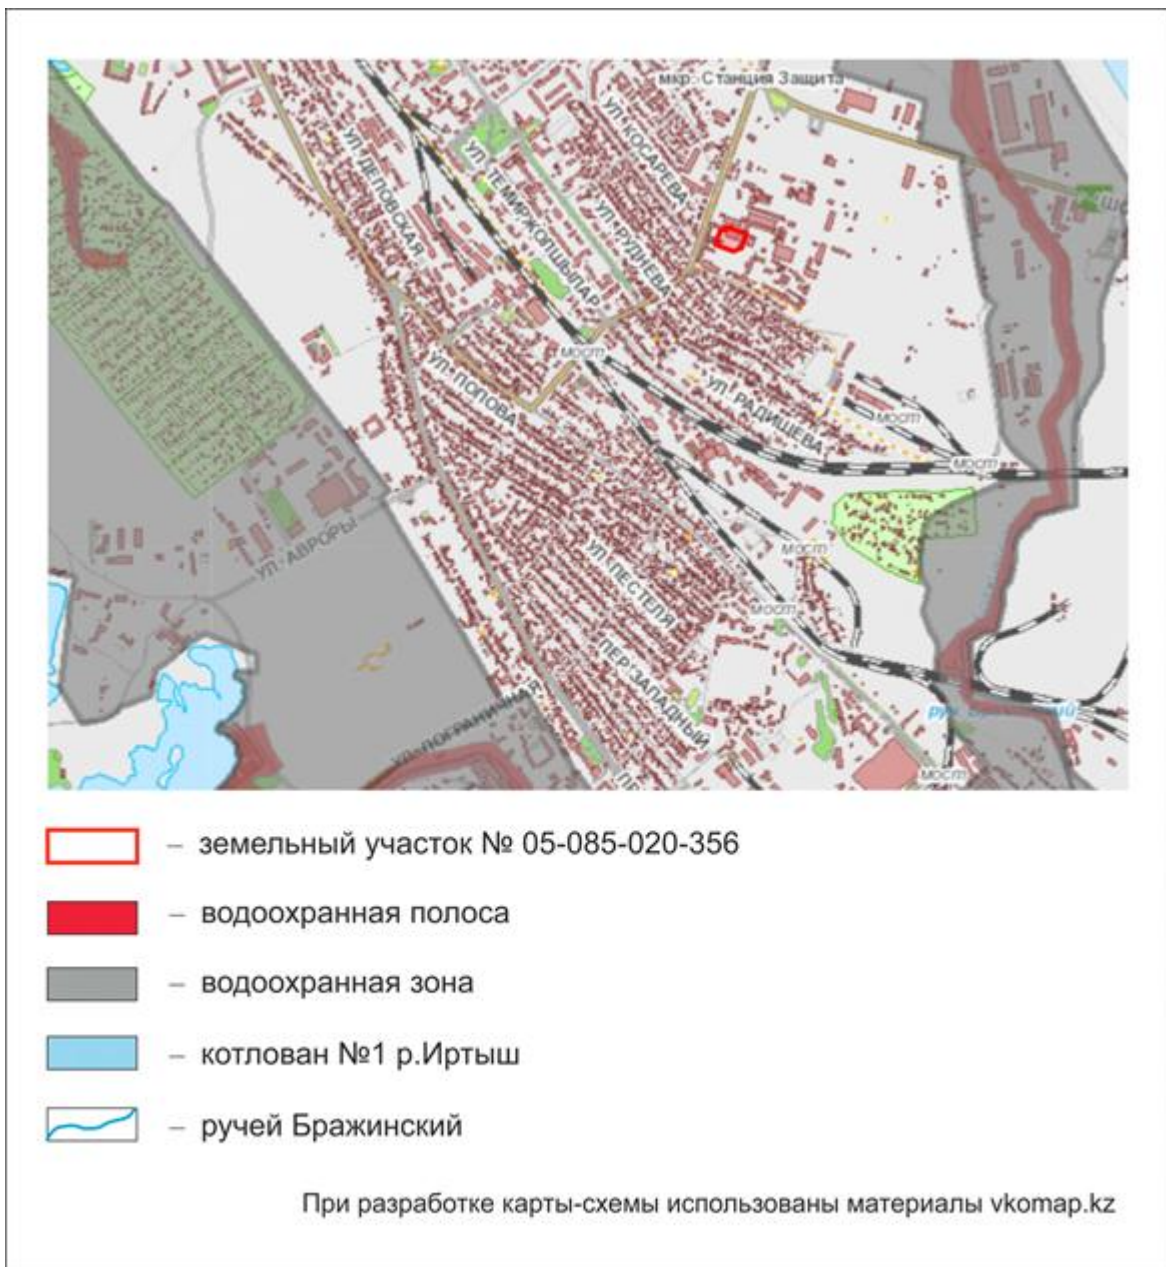 мкр. Станция Защита
УЛ. КОСАРЕВА
УЛ. ДЕПОВСКАЯ
УЛ. ТЕМИРЖОЛШЫЛАР
УЛ. РУДНЕВА
МОСТ
УЛ. ПОПОВА
УЛ. РАДИЩЕВА
МОСТ
МОСТ
УЛ. АВРОРЫ
УЛ. ПЕСТЕЛЯ
МОСТ
МОСТ
ПЕР. ЗАПАДНЫЙ
УЛ. ПОГРАНИЧНАЯ
МОСТ
– земельный участок № 05-085-020-356
– водоохранная полоса
– водоохранная зона
– котлован №1 р.Иртыш
– ручей Бражинский
При разработке карты-схемы использованы материалы vkomap.kz